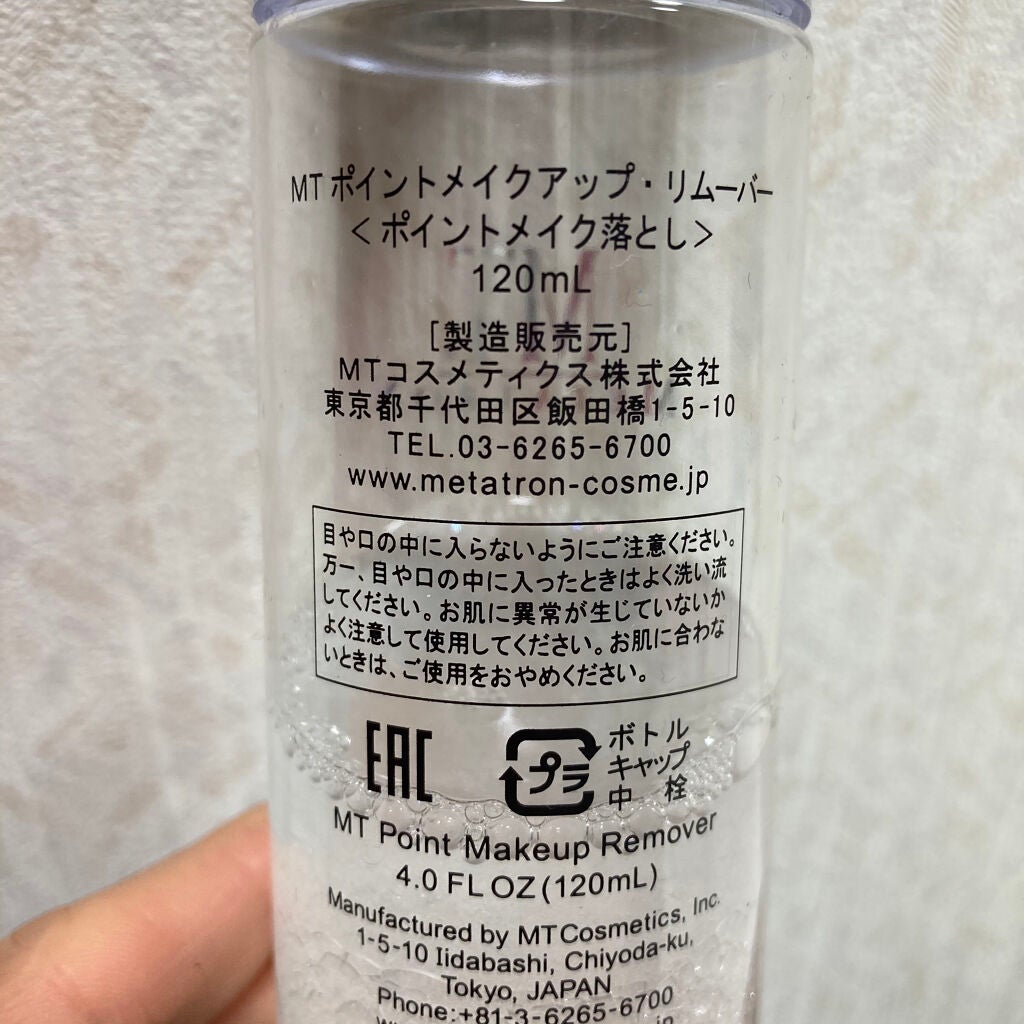 MT ポイントメイクアップ・リムーバー
＜ポイントメイク落とし＞
120mL
［製造販売元］
MTコスメティクス株式会社
東京都千代田区飯田橋1-5-10
TEL.03-6265-6700
www.metatron-cosme.jp
目や口の中に入らないようにご注意ください。
万一、目や口の中に入ったときはよく洗い流
してください。お肌に異常が生じていないか
よく注意して使用してください。お肌に合わな
いときは、ご使用をおやめください。
EAC
プラ
ボトル
キャップ
中 栓
MT Point Makeup Remover
4.0 FL OZ(120mL)
Manufactured by MTCosmetics, Inc.
1-5-10 Iidabashi, Chiyoda-ku,
Tokyo, JAPAN
Phone:+81-3-6265-6700